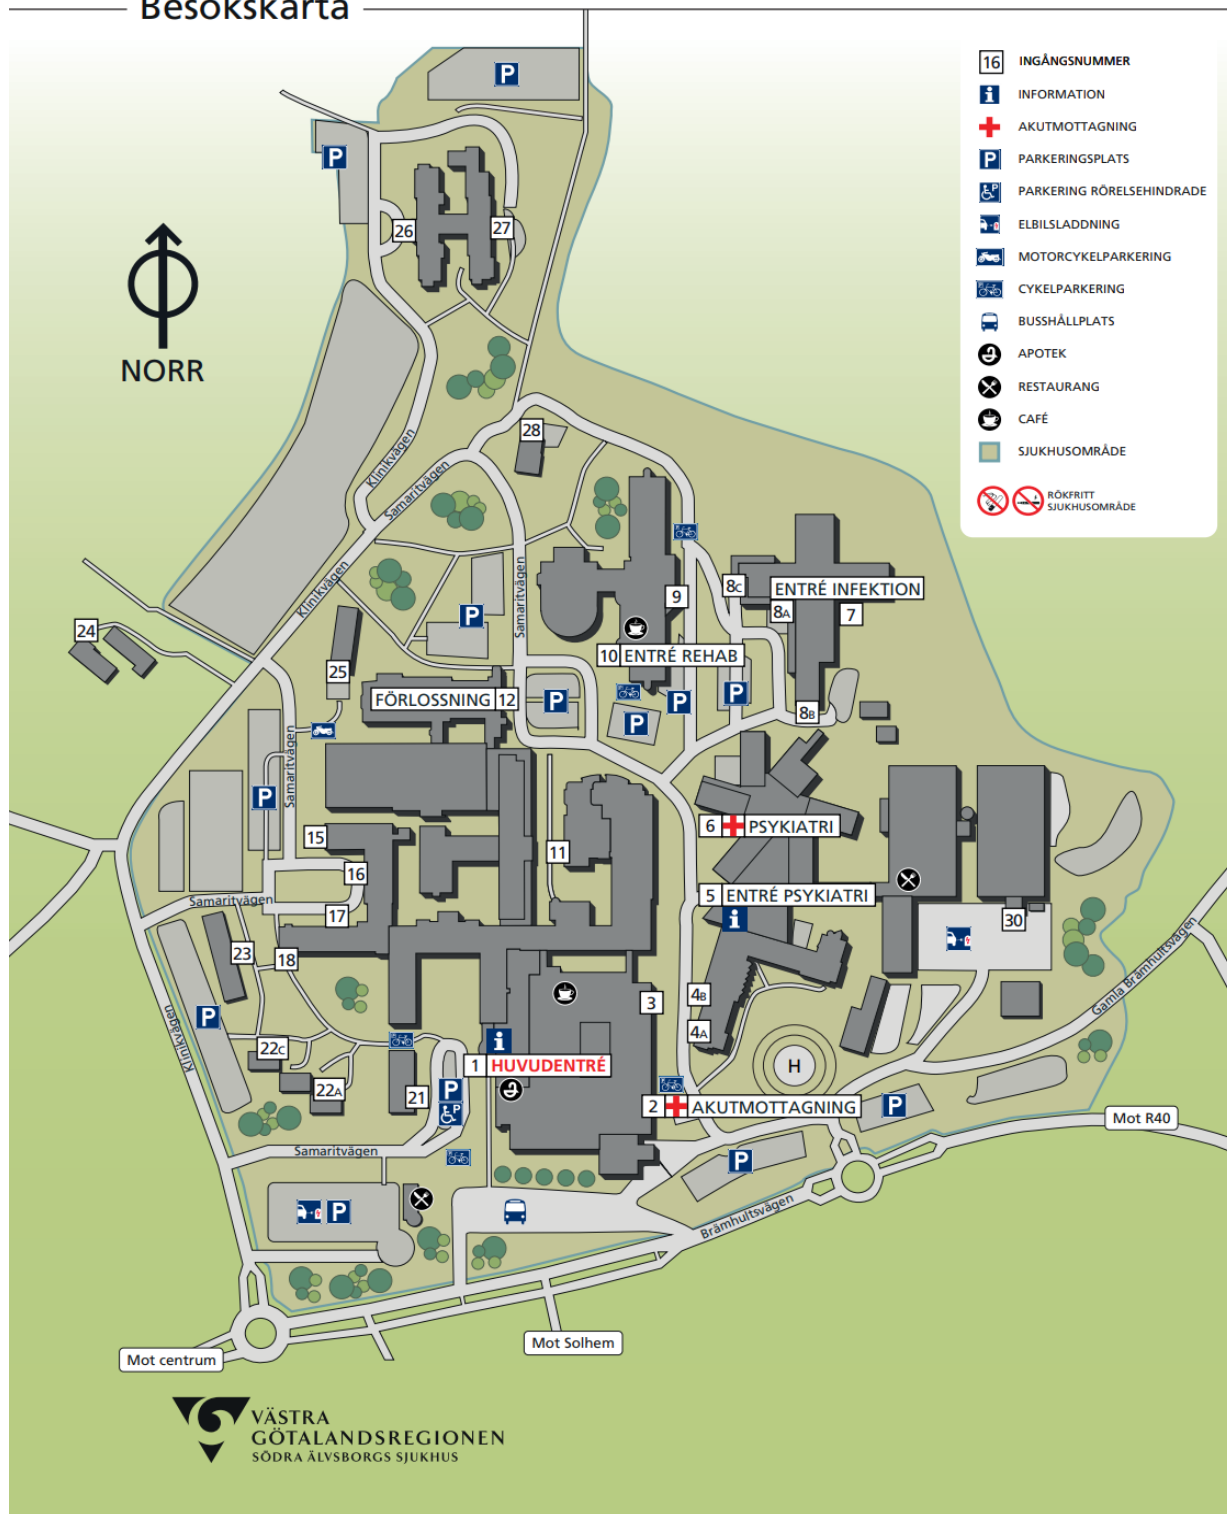 Besökskarta
16 INGÅNGSNUMMER
i INFORMATION
AKUTMOTTAGNING
P PARKERINGSPLATS
P PARKERING RÖRELSEHINDRADE
ELBILSLADDNING
MOTORCYKELPARKERING
CYKELPARKERING
BUSSHÅLLPLATS
APOTEK
RESTAURANG
CAFÉ
SJUKHUSOMRÅDE
RÖKFRITT
SJUKHUSOMRÅDE
P
P
26
27
NORR
28
Klinikvägen
Samaritvägen
Samaritvägen
Klinikvägen
9
8C
ENTRÉ INFEKTION
8A
7
P
24
25
10 ENTRÉ REHAB
FÖRLOSSNING 12
P
P
P
P
8B
Samaritvägen
P
6 PSYKIATRI
15
11
16
5 ENTRÉ PSYKIATRI
Samaritvägen
17
i
30
23
18
Gamla Brämhultsvägen
4B
3
P
4A
Klinikvägen
i
22C
1 HUVUDENTRÉ
H
22A
21
P
P
2 AKUTMOTTAGNING
P
Mot R40
Samaritvägen
P
P
Brämhultsvägen
Mot Solhem
Mot centrum
VÄSTRA
GÖTALANDSREGIONEN
SÖDRA ÄLVSBORGS SJUKHUS